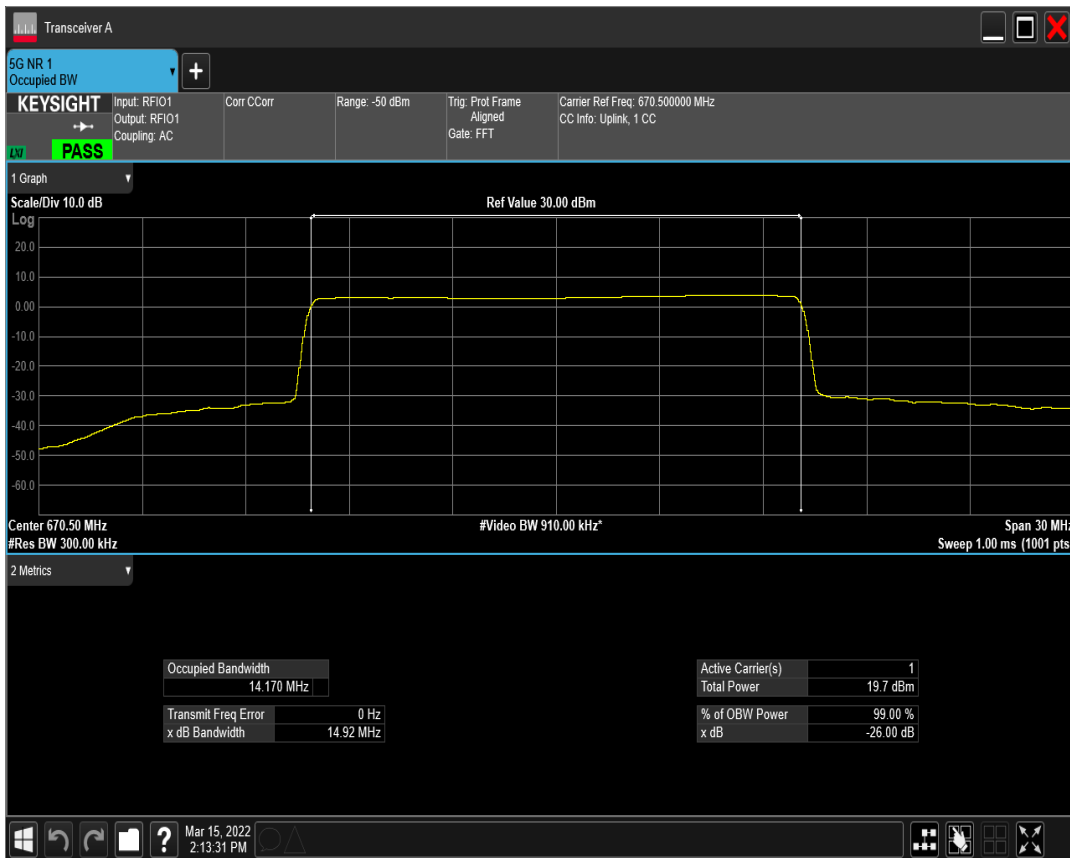 Transceiver A
5G NR 1
Occupied BW
KEYSIGHT
LXI
PASS
Input: RFIO1
Output: RFIO1
Coupling: AC
Corr CCorr
Range: -50 dBm
Trig: Prot Frame
Aligned
Gate: FFT
Carrier Ref Freq: 670.500000 MHz
CC Info: Uplink, 1 CC
1 Graph
Scale/Div 10.0 dB
Ref Value 30.00 dBm
Log
20.0
10.0
0.00
-10.0
-20.0
-30.0
-40.0
-50.0
-60.0
Center 670.50 MHz
#Video BW 910.00 kHz*
Span 30 MHz
#Res BW 300.00 kHz
Sweep 1.00 ms (1001 pts
2 Metrics
Occupied Bandwidth
14.170 MHz
Transmit Freq Error 0 Hz
x dB Bandwidth 14.92 MHz
Active Carrier(s) 1
Total Power 19.7 dBm
% of OBW Power 99.00 %
x dB -26.00 dB
Mar 15, 2022
2:13:31 PM